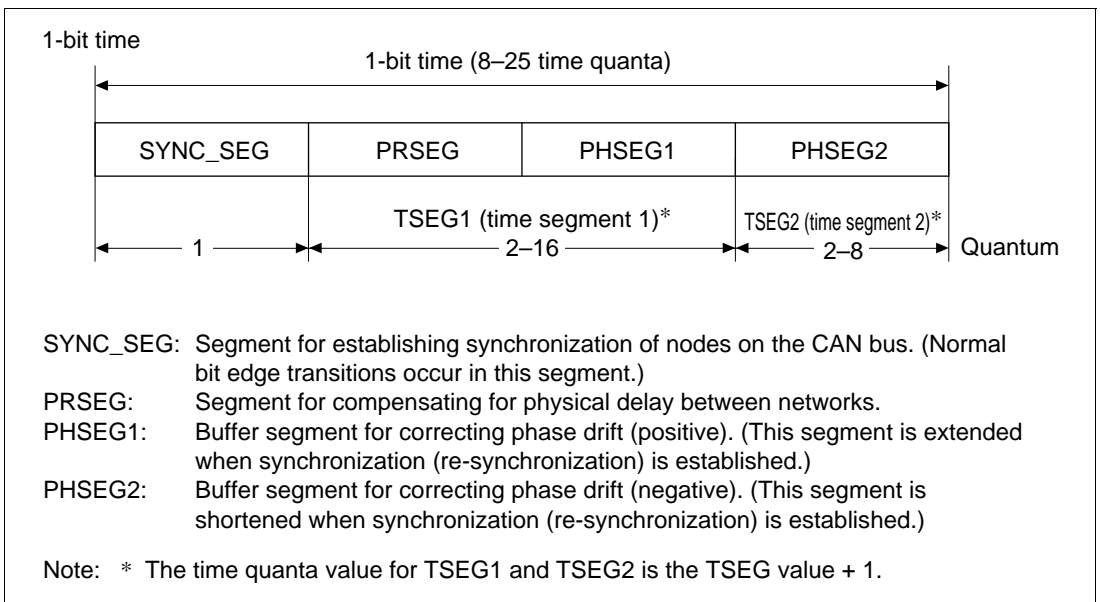 1-bit time
1-bit time (8–25 time quanta)
SYNC_SEG PRSEG PHSEG1 PHSEG2
TSEG1 (time segment 1)* TSEG2 (time segment 2)*
1 2–16 2–8 Quantum
SYNC_SEG: Segment for establishing synchronization of nodes on the CAN bus. (Normal
bit edge transitions occur in this segment.)
PRSEG: Segment for compensating for physical delay between networks.
PHSEG1: Buffer segment for correcting phase drift (positive). (This segment is extended
when synchronization (re-synchronization) is established.)
PHSEG2: Buffer segment for correcting phase drift (negative). (This segment is
shortened when synchronization (re-synchronization) is established.)
Note: * The time quanta value for TSEG1 and TSEG2 is the TSEG value + 1.